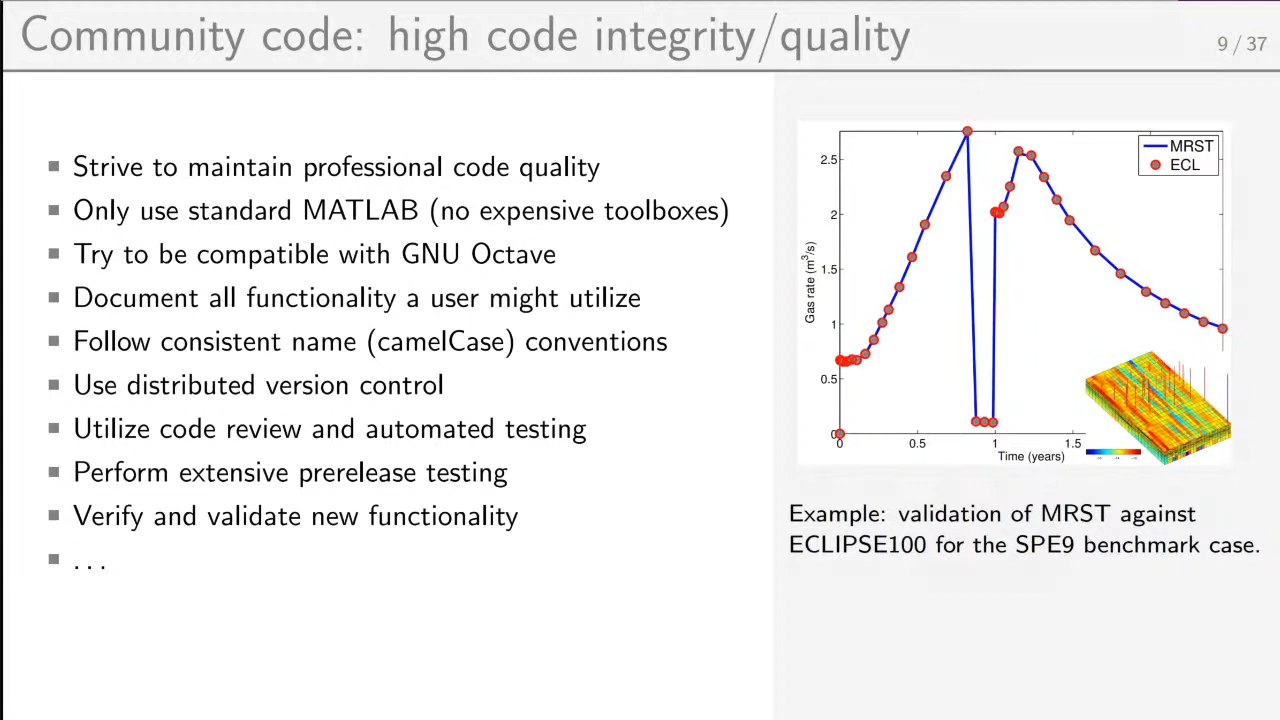 Community code: high code integrity/quality
9 / 37
Strive to maintain professional code quality
Only use standard MATLAB (no expensive toolboxes)
Try to be compatible with GNU Octave
Document all functionality a user might utilize
Follow consistent name (camelCase) conventions
Use distributed version control
Utilize code review and automated testing
Perform extensive prerelease testing
Verify and validate new functionality
. . .
MRST
ECL
2.5
2
1.5
1
0.5
0
Gas rate (m³/s)
0
0.5
1
1.5
Time (years)
Example: validation of MRST against
ECLIPSE100 for the SPE9 benchmark case.